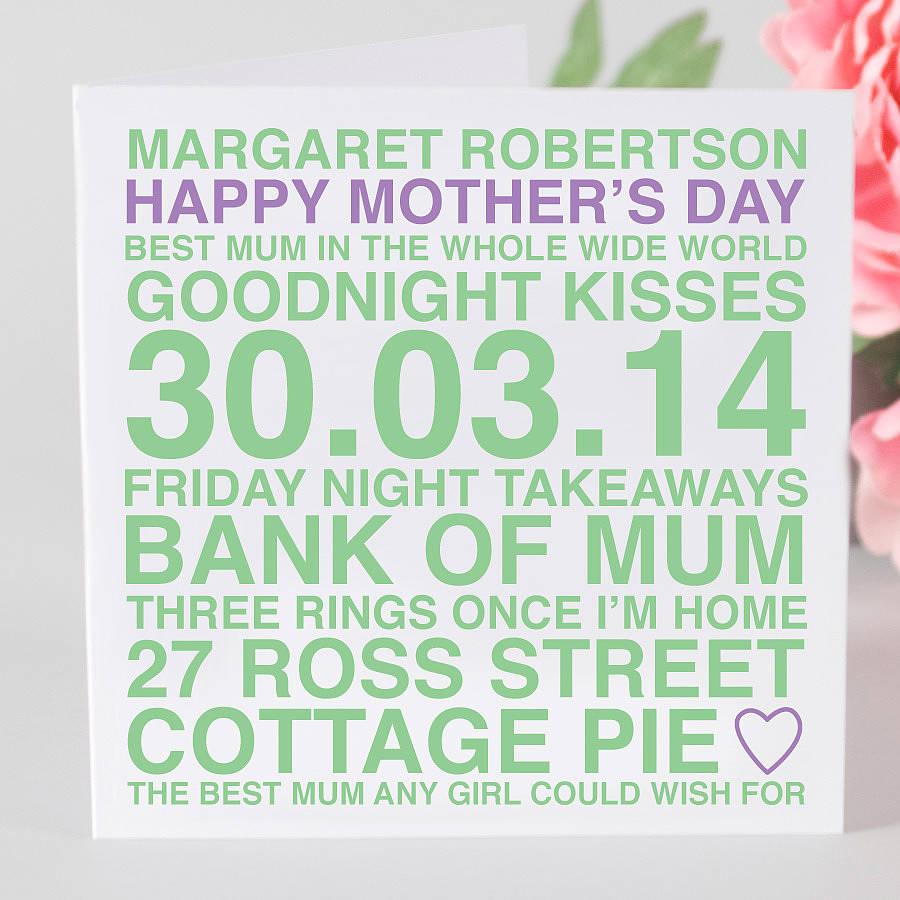 MARGARET ROBERTSON
HAPPY MOTHER’S DAY
BEST MUM IN THE WHOLE WIDE WORLD
GOODNIGHT KISSES
30.03.14
FRIDAY NIGHT TAKEAWAYS
BANK OF MUM
THREE RINGS ONCE I’M HOME
27 ROSS STREET
COTTAGE PIE
THE BEST MUM ANY GIRL COULD WISH FOR